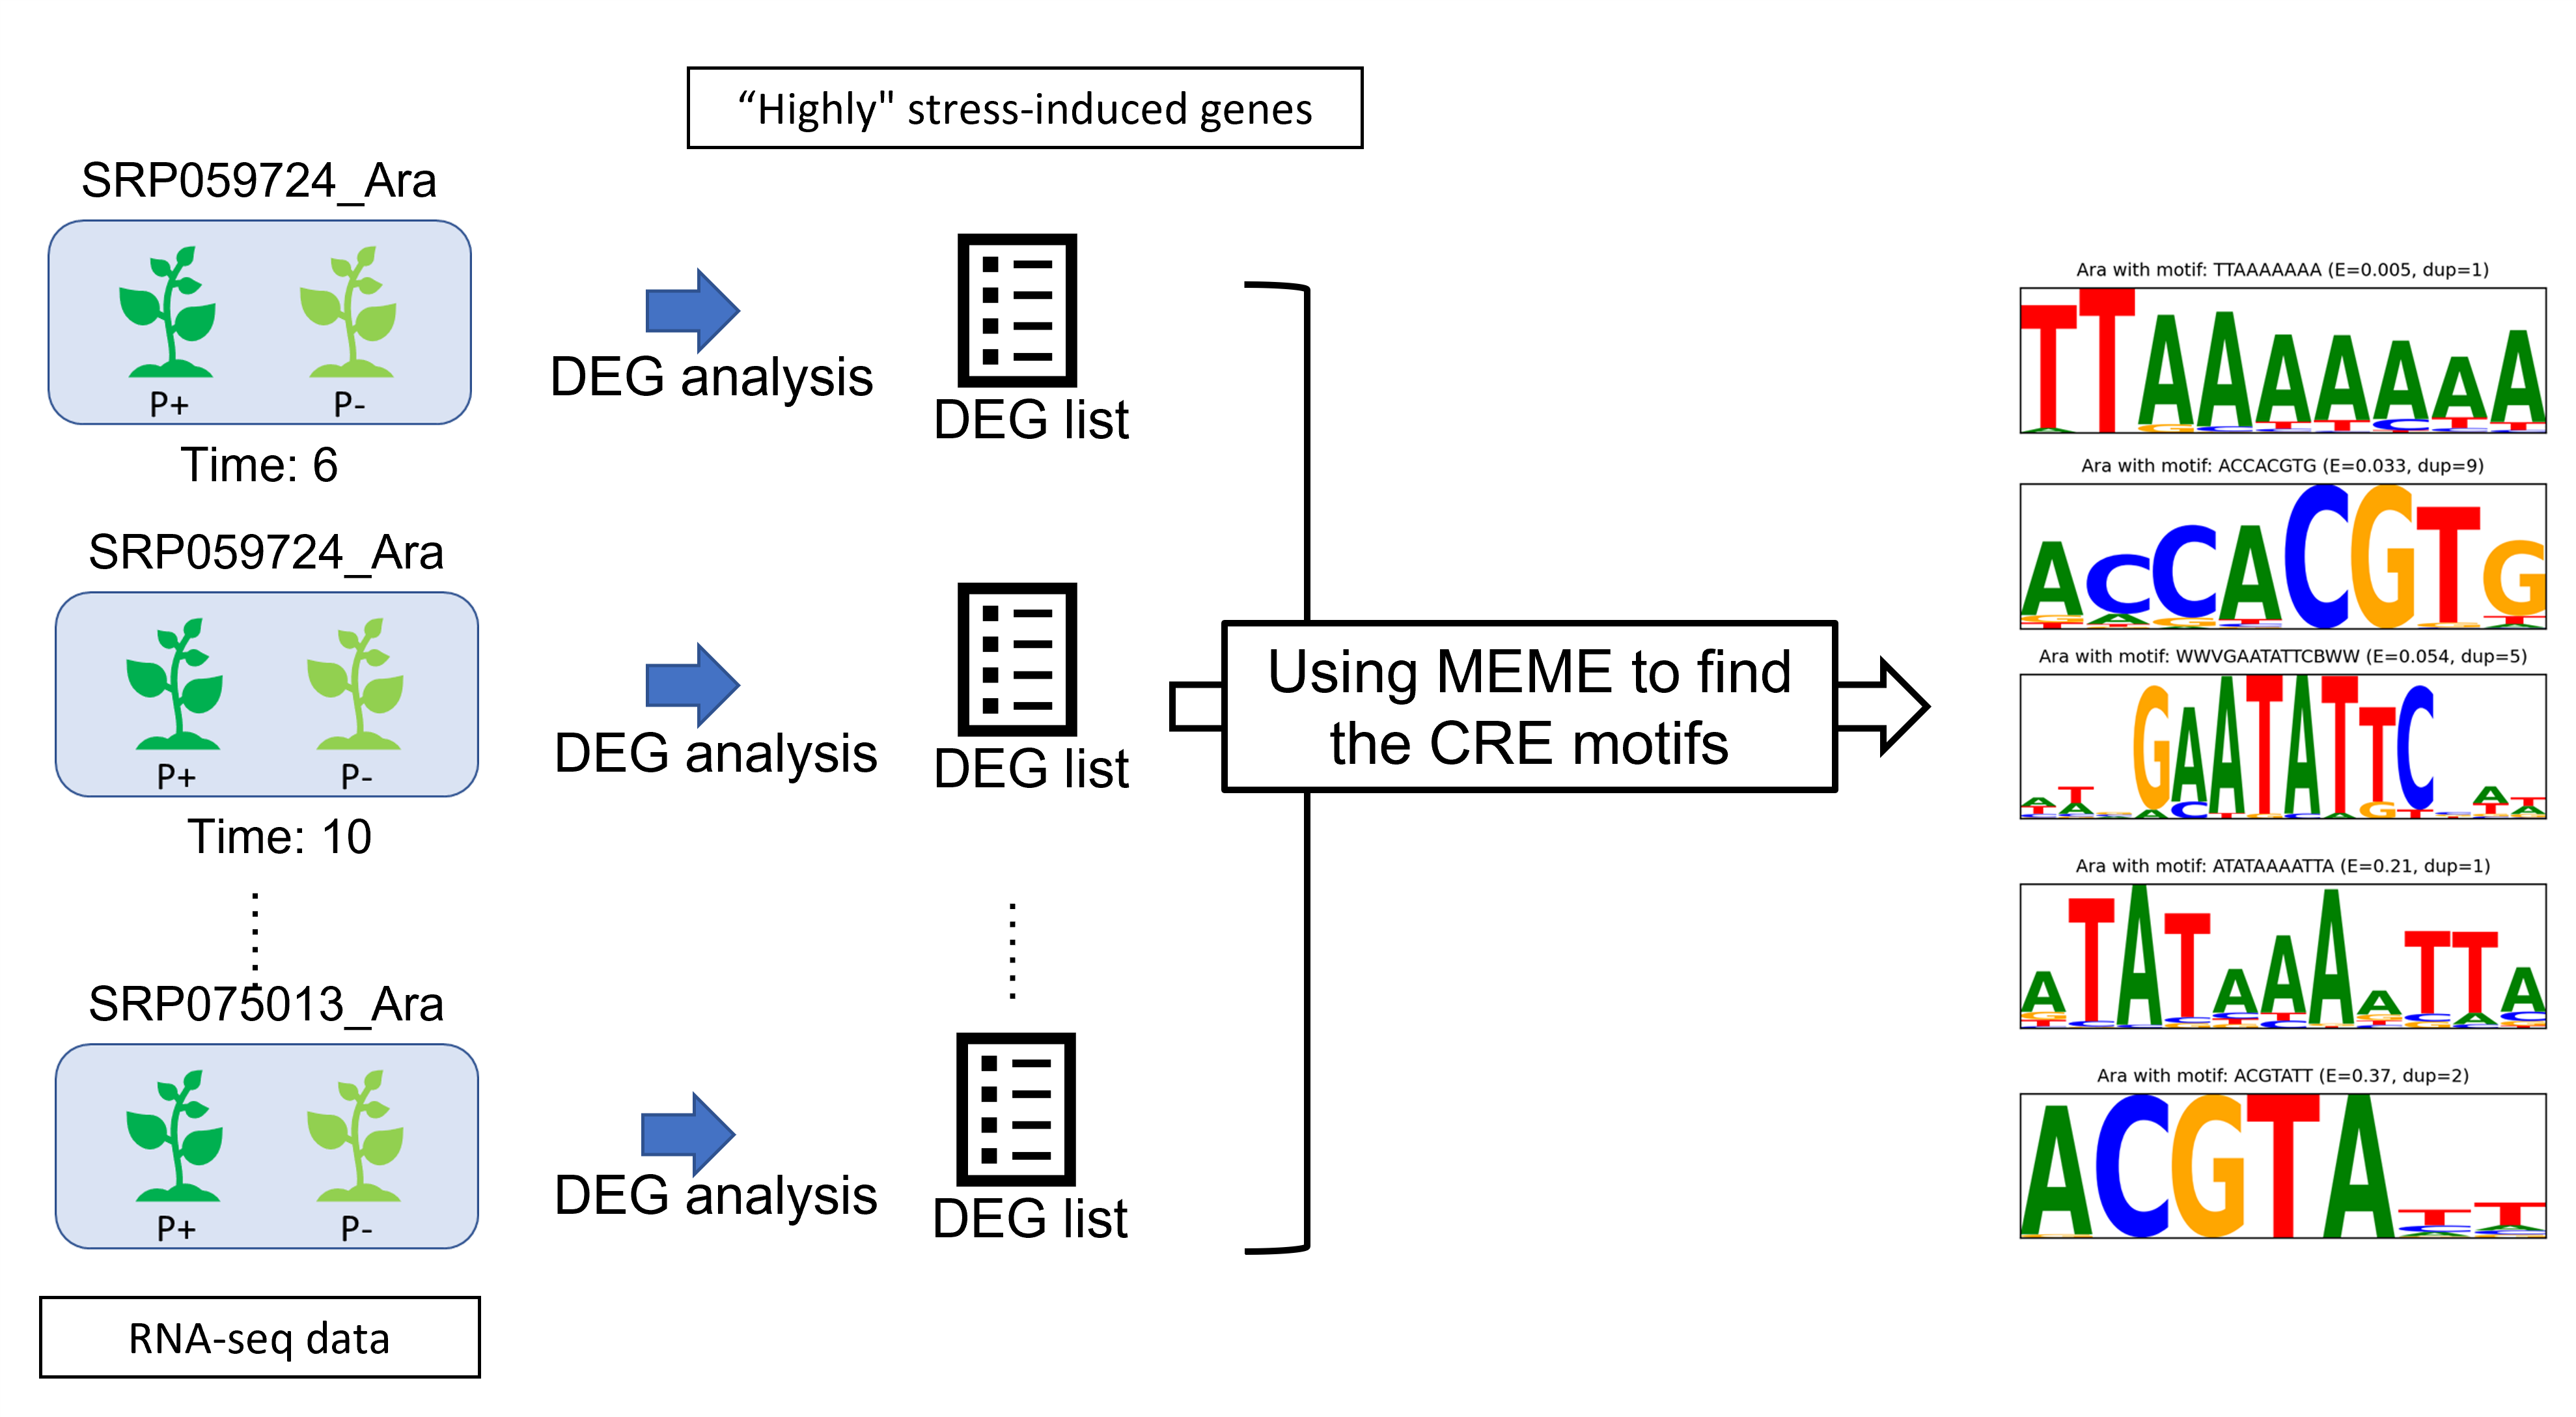 “Highly" stress-induced genes
SRP059724_Ara
P+ P-
Time: 6
DEG analysis
DEG list
SRP059724_Ara
P+ P-
Time: 10
DEG analysis
DEG list
SRP075013_Ara
P+ P-
DEG analysis
DEG list
RNA-seq data
Using MEME to find
the CRE motifs
Ara with motif: TTAAAAAAA (E=0.005, dup=1)
TTAAAAAAA
Ara with motif: ACCACGTG (E=0.033, dup=9)
ACCACGTG
Ara with motif: WWVGAATATTCBWW (E=0.054, dup=5)
GAATATTC
Ara with motif: ATATAAAATTA (E=0.21, dup=1)
ATATAAAATTA
Ara with motif: ACGTATT (E=0.37, dup=2)
ACGTATT